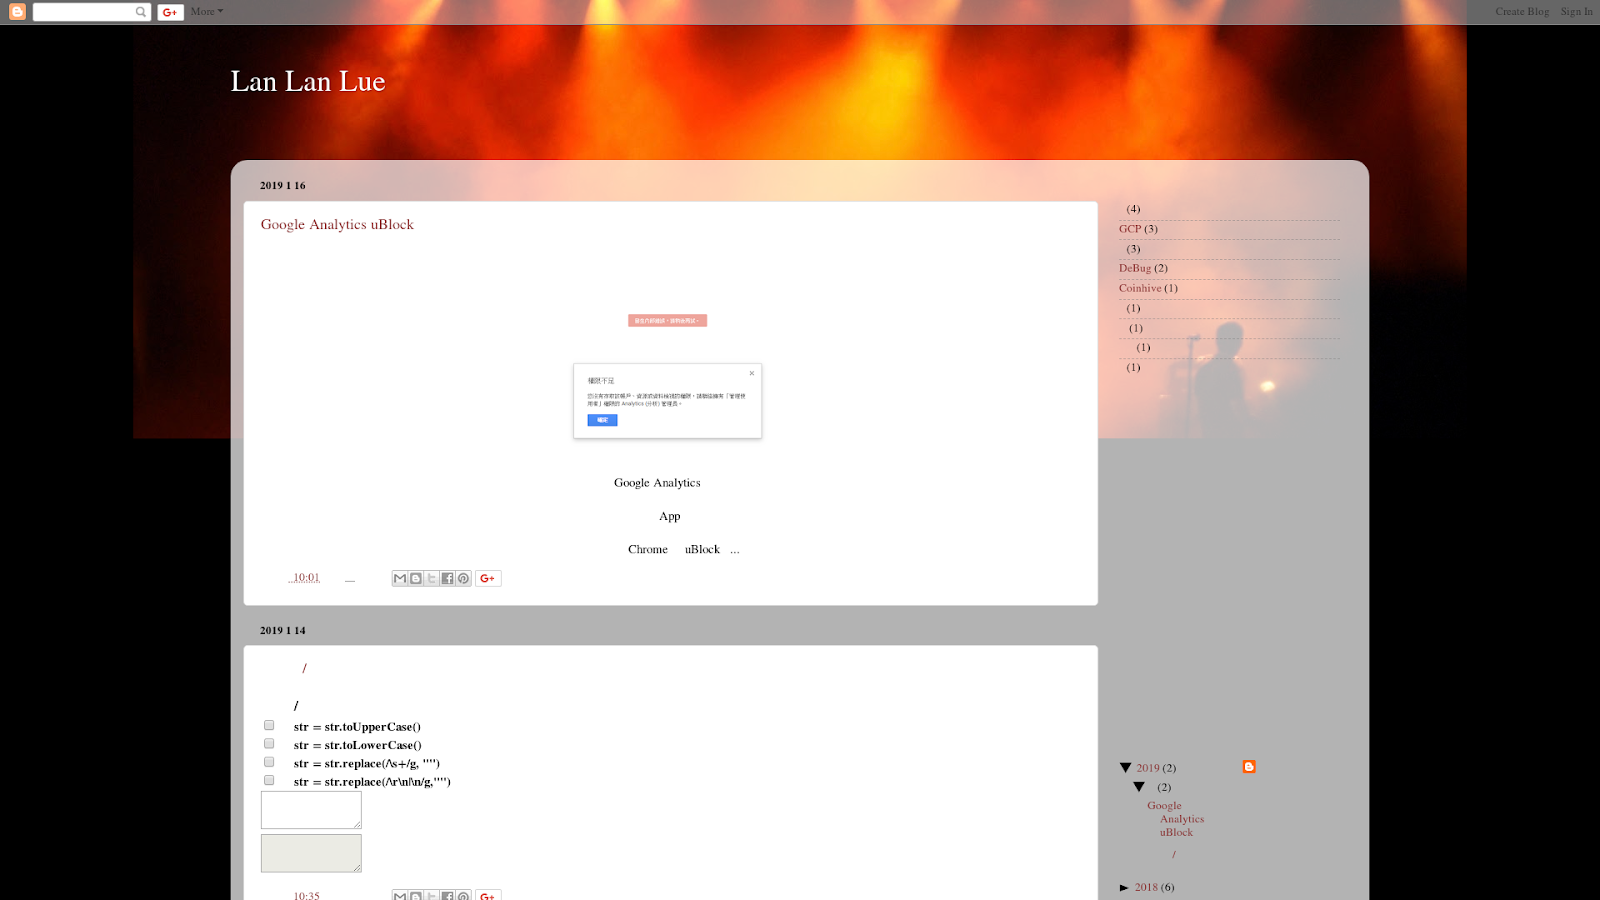 More
Create Blog
Sign In
Lan Lan Lue
2019 1 16
Google Analytics uBlock
權限不足
確定
Google Analytics
App
Chrome uBlock ...
10:01
G+
2019 1 14
/
/
str = str.toUpperCase()
str = str.toLowerCase()
str = str.replace(/\s+/g, "")
str = str.replace(/\r\n|\n/g,"")
10:35
G+
(4)
GCP (3)
(3)
DeBug (2)
Coinhive (1)
(1)
(1)
(1)
(1)
▼ 2019 (2)
▼ (2)
Google
Analytics
uBlock
/
► 2018 (6)